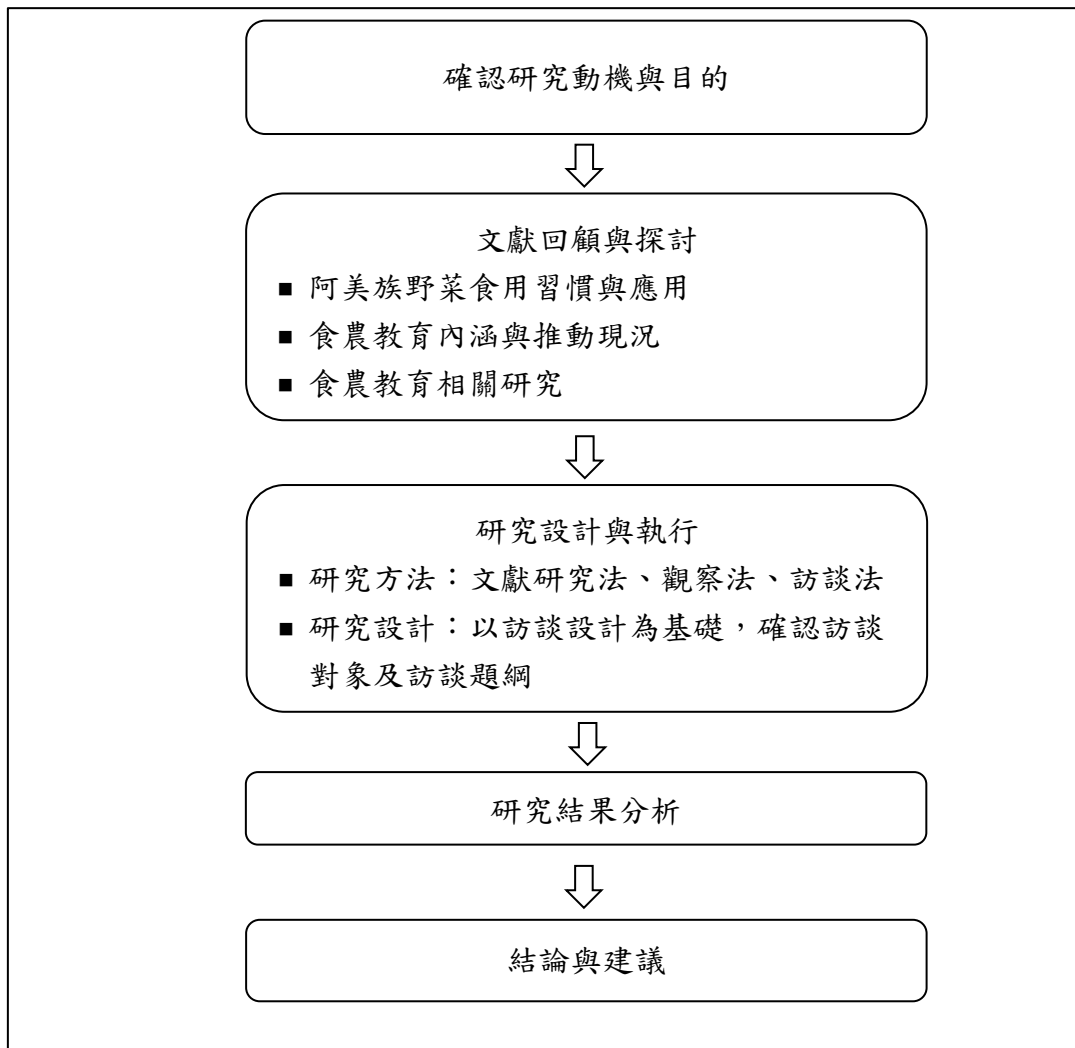 確認研究動機與目的
文獻回顧與探討
■ 阿美族野菜食用習慣與應用
■ 食農教育內涵與推動現況
■ 食農教育相關研究
研究設計與執行
■ 研究方法：文獻研究法、觀察法、訪談法
■ 研究設計：以訪談設計為基礎，確認訪談
對象及訪談題綱
研究結果分析
結論與建議